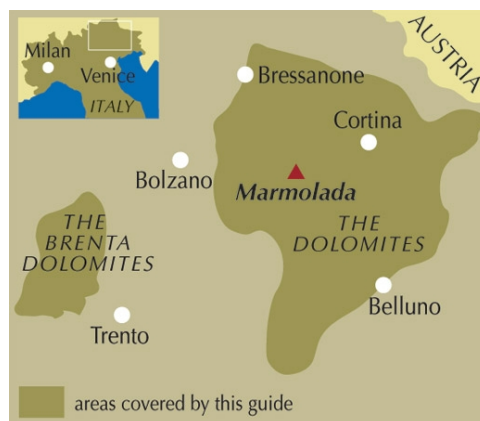 Milan
Venice
ITALY
AUSTRIA
Bressanone
Cortina
Bolzano
Marmolada
THE
BRENTA
DOLOMITES
THE
DOLOMITES
Belluno
Trento
areas covered by this guide